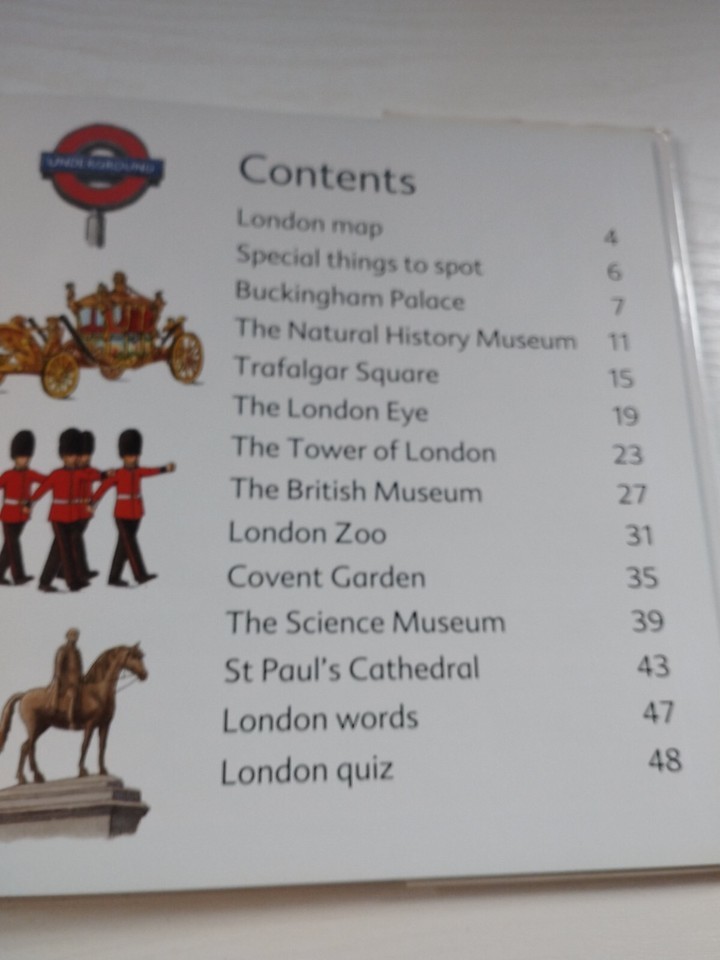 UNDERGROUND
Contents
London map 4
Special things to spot 6
Buckingham Palace 7
The Natural History Museum 11
Trafalgar Square 15
The London Eye 19
The Tower of London 23
The British Museum 27
London Zoo 31
Covent Garden 35
The Science Museum 39
St Paul's Cathedral 43
London words 47
London quiz 48